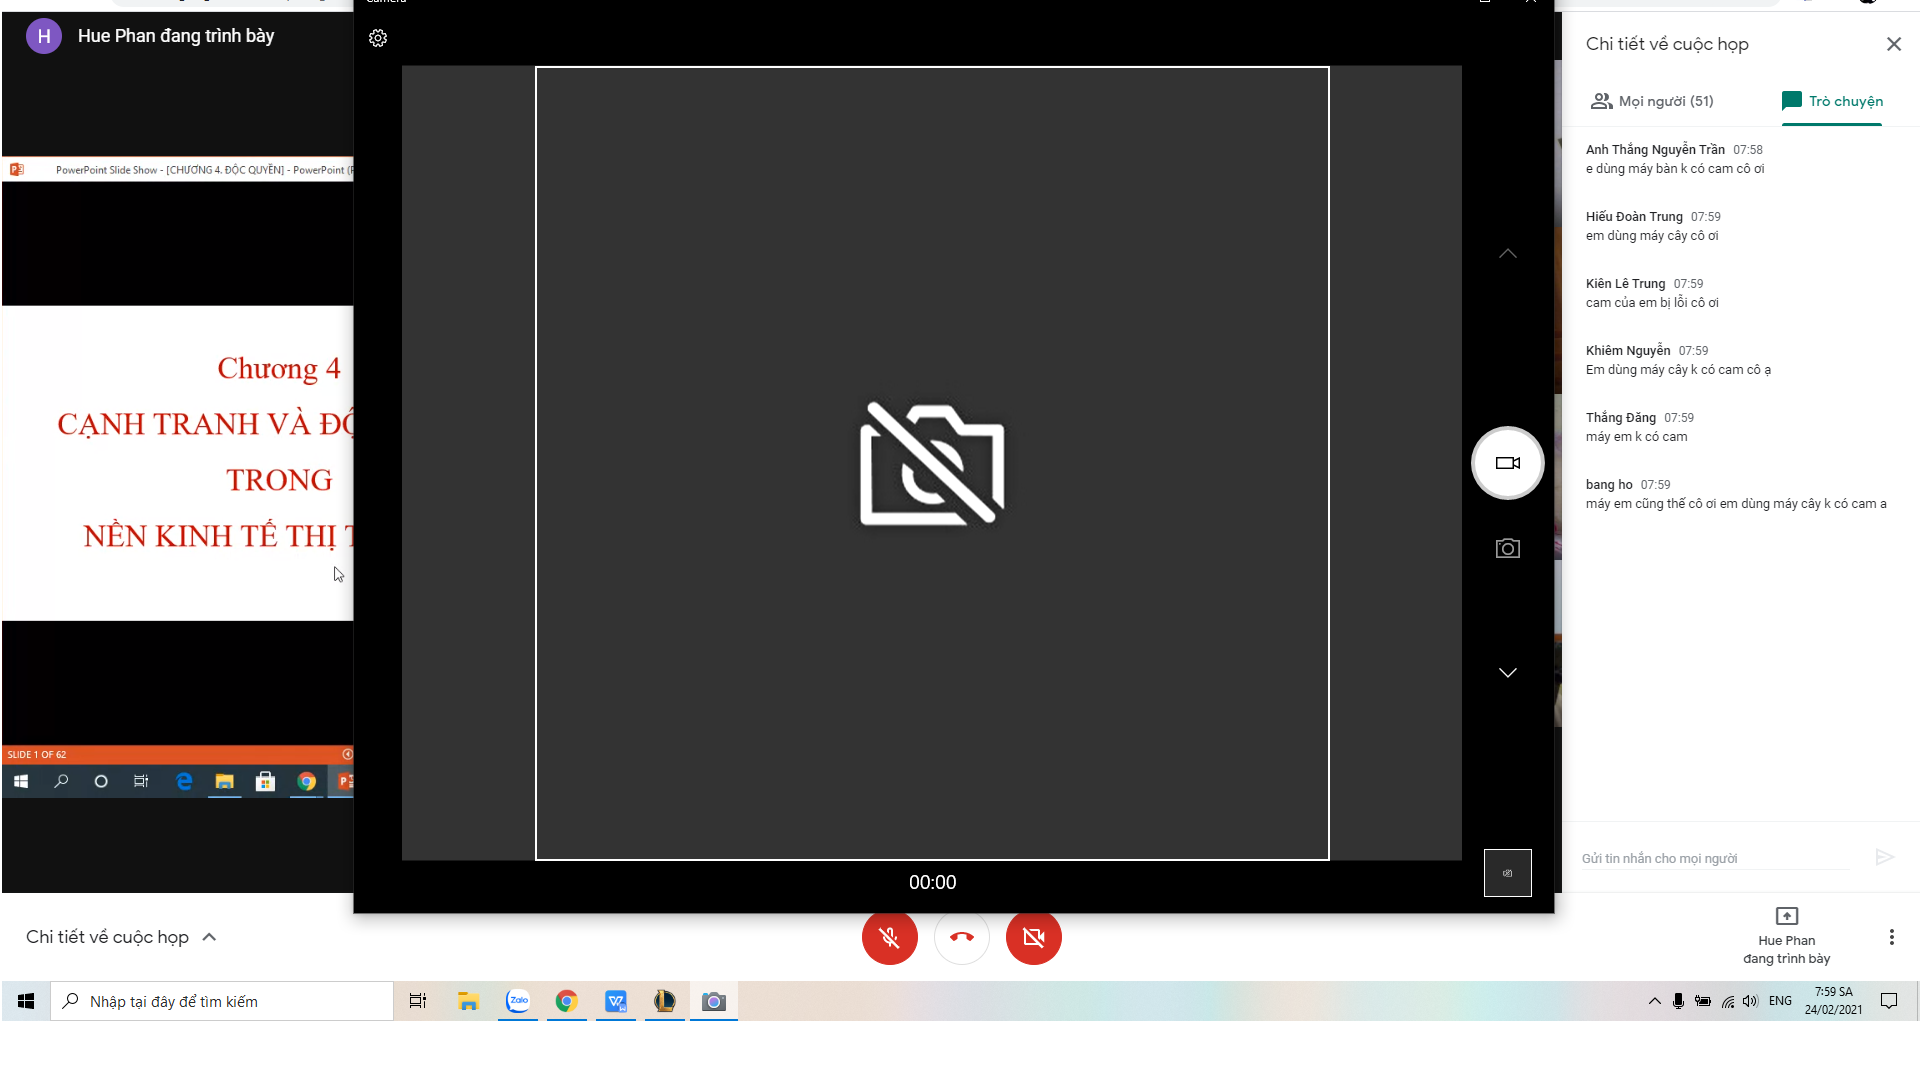 H
Hue Phan đang trình bày
PowerPoint Slide Show - [CHƯƠNG 4. ĐỘC QUYỀN] - PowerPoint
Chương 4
CẠNH TRANH VÀ
TRONG
NỀN KINH TẾ THỊ
SLIDE 1 OF 62
00:00
Chi tiết về cuộc họp
Mọi người (51)
Trò chuyện
Anh Thắng Nguyễn Trần 07:58
e dùng máy bàn k có cam cô ơi
Hiếu Đoàn Trung 07:59
em dùng máy cây cô ơi
Kiên Lê Trung 07:59
cam của em bị lỗi cô ơi
Khiêm Nguyễn 07:59
Em dùng máy cây k có cam cô ạ
Thắng Đăng 07:59
máy em k có cam
bang ho 07:59
máy em cũng thế cô ơi em dùng máy cây k có cam a
Gửi tin nhắn cho mọi người
Chi tiết về cuộc họp
Hue Phan
đang trình bày
Nhập tại đây để tìm kiếm
Zalo
ENG
7:59 SA
24/02/2021